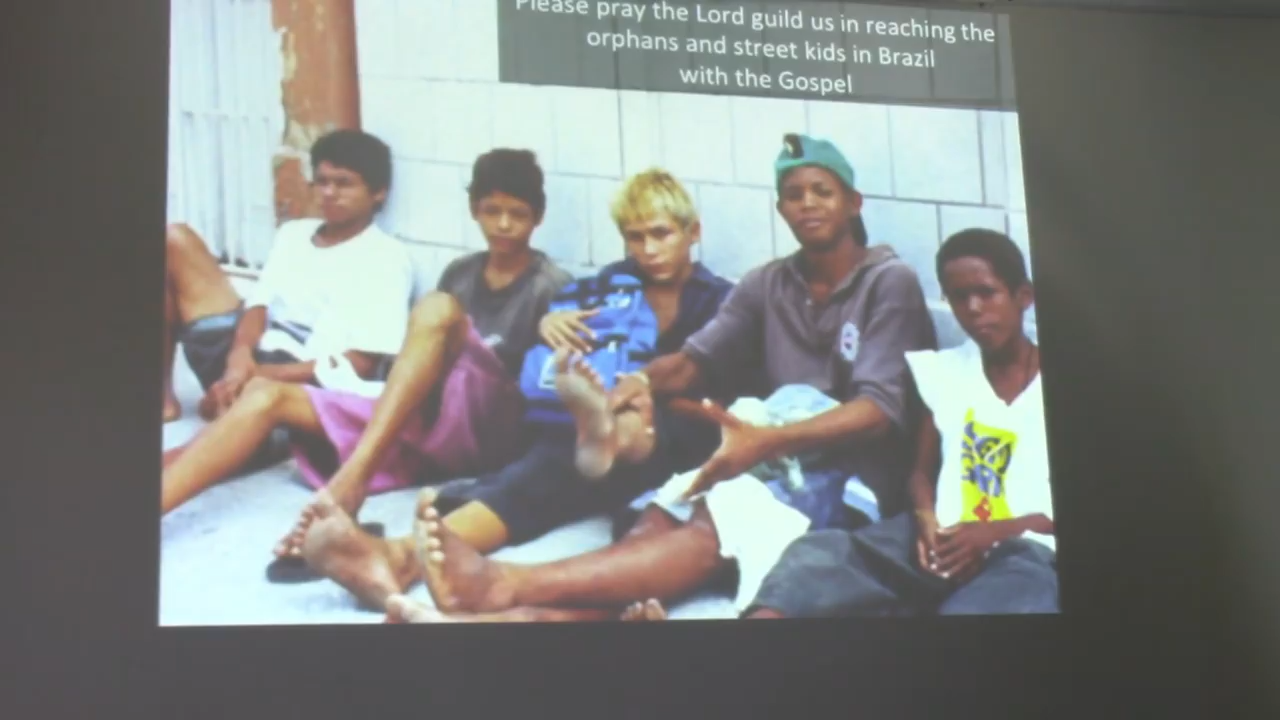 Please pray the Lord guild us in reaching the
orphans and street kids in Brazil
with the Gospel